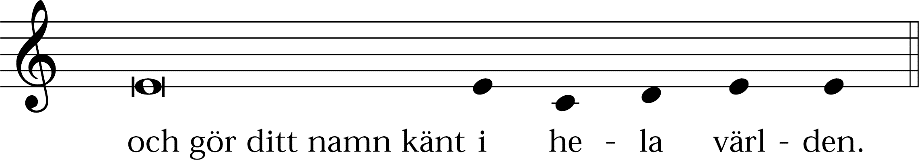 och gör ditt namn känt i he - la värl - den.